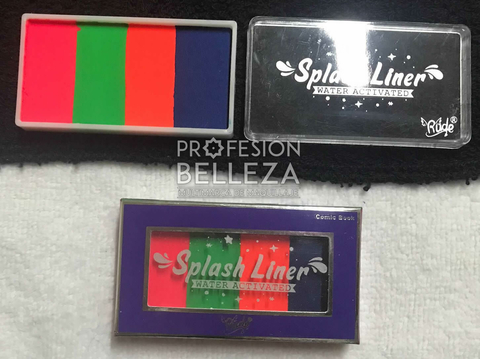 Splash Liner
WATER ACTIVATED
Rude®
PROFESION
BELLEZA
Comic Book
Splash Liner
WATER ACTIVATED